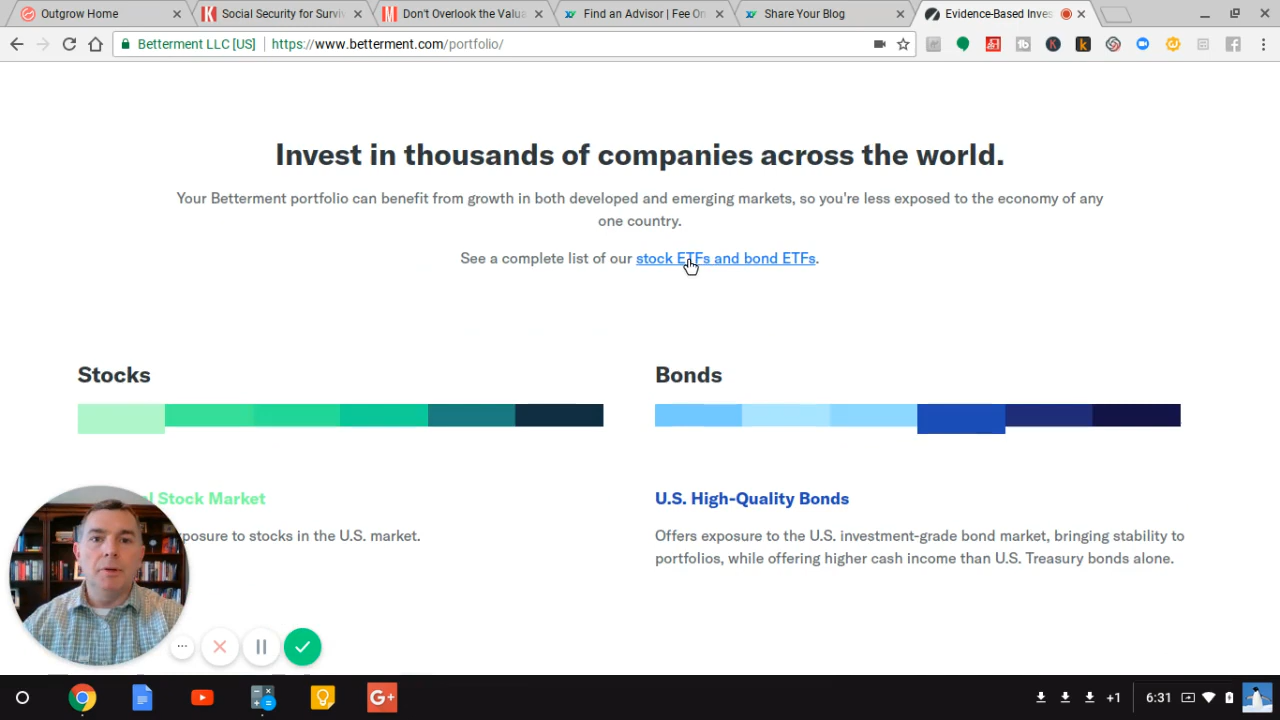 Outgrow Home
Social Security for Surviv
Don't Overlook the Valua
Find an Advisor | Fee On
Share Your Blog
Evidence-Based Inves
Betterment LLC [US]
https://www.betterment.com/portfolio/
Invest in thousands of companies across the world.
Your Betterment portfolio can benefit from growth in both developed and emerging markets, so you're less exposed to the economy of any
one country.
See a complete list of our stock ETFs and bond ETFs.
Stocks
Bonds
l Stock Market
U.S. High-Quality Bonds
posure to stocks in the U.S. market.
Offers exposure to the U.S. investment-grade bond market, bringing stability to
portfolios, while offering higher cash income than U.S. Treasury bonds alone.
G+
+1
6:31